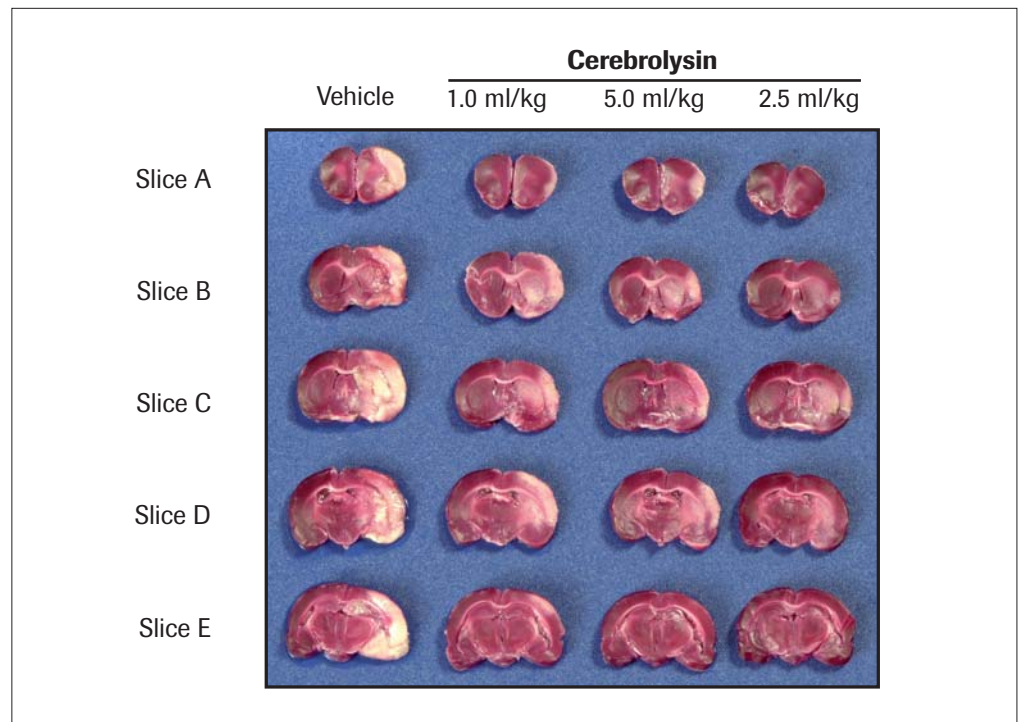 Cerebrolysin
Vehicle 1.0 ml/kg 5.0 ml/kg 2.5 ml/kg
Slice A
Slice B
Slice C
Slice D
Slice E